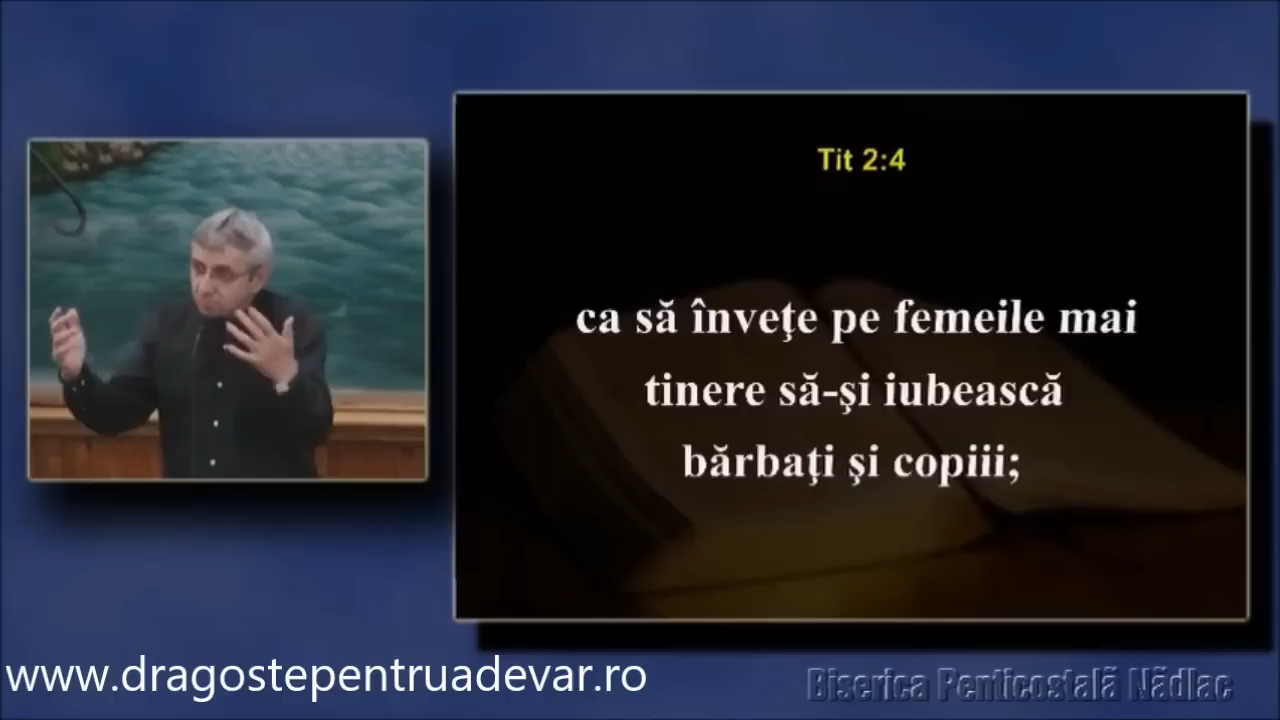 Tit 2:4
ca să înveţe pe femeile mai
tinere să-şi iubească
bărbaţi şi copiii;
www.dragostepentruadevar.ro
Biserica Penticostală Nădlac